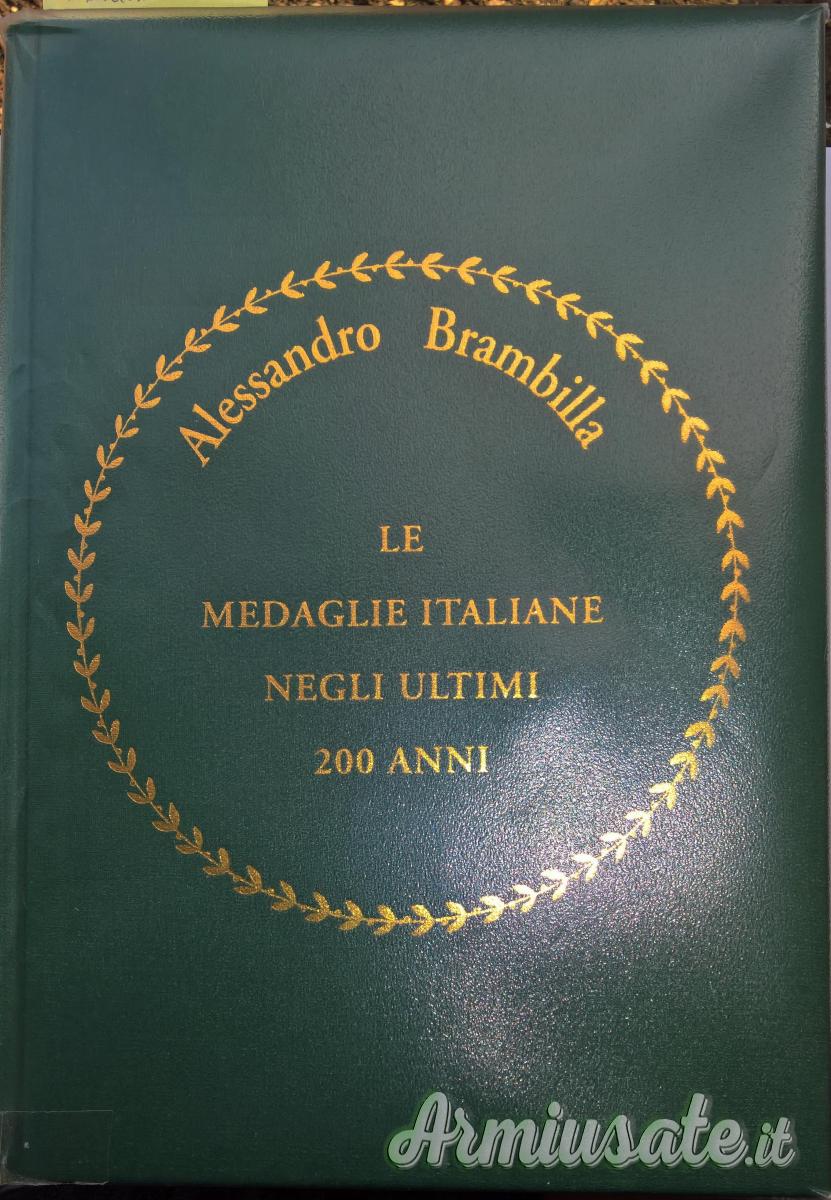 Alessandro Brambilla
LE
MEDAGLIE ITALIANE
NEGLI ULTIMI
200 ANNI
Armiusate.it